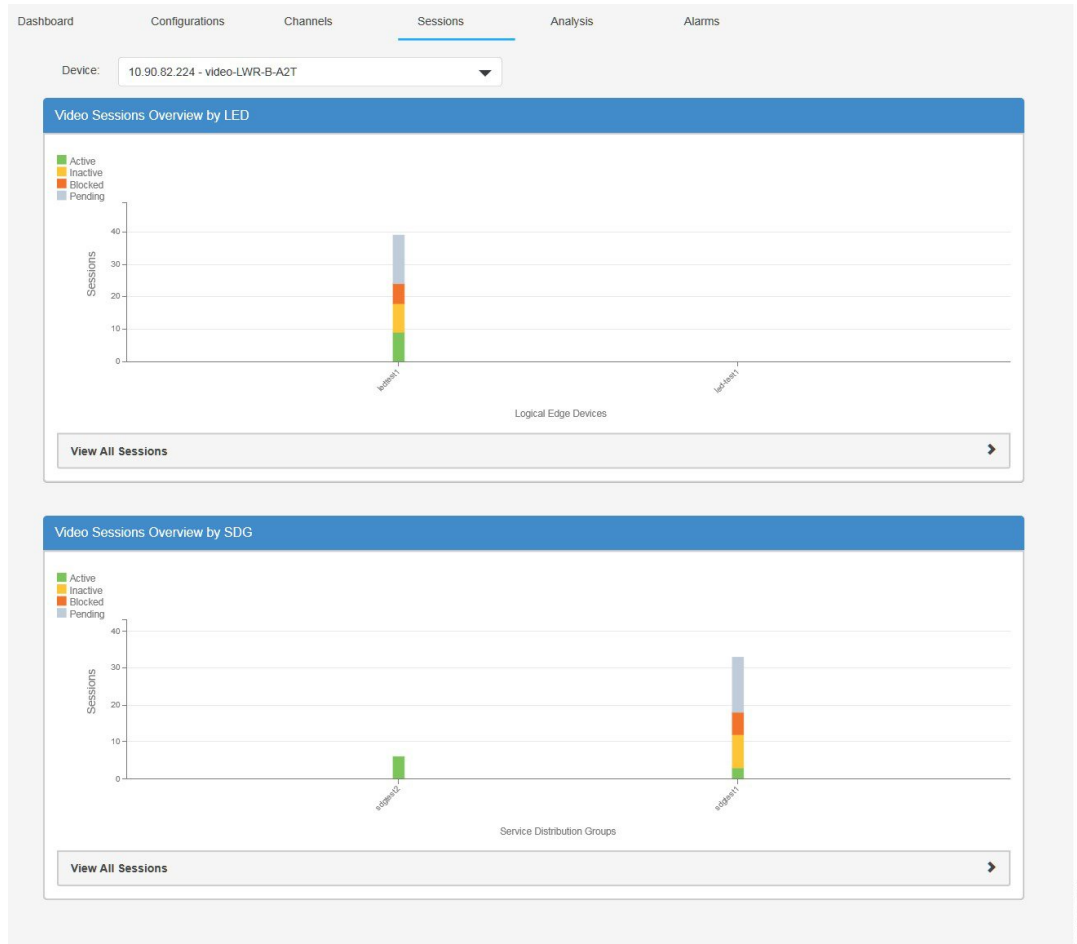 Dashboard Configurations Channels Sessions Analysis Alarms
Device: 10.90.82.224 - video-LWR-B-A2T
Video Sessions Overview by LED
Active
Inactive
Blocked
Pending
40
30
20
10
0
Sessions
ledtest1
led-test1
Logical Edge Devices
View All Sessions
Video Sessions Overview by SDG
Active
Inactive
Blocked
Pending
40
30
20
10
0
Sessions
sdgtest2
sdgtest1
Service Distribution Groups
View All Sessions